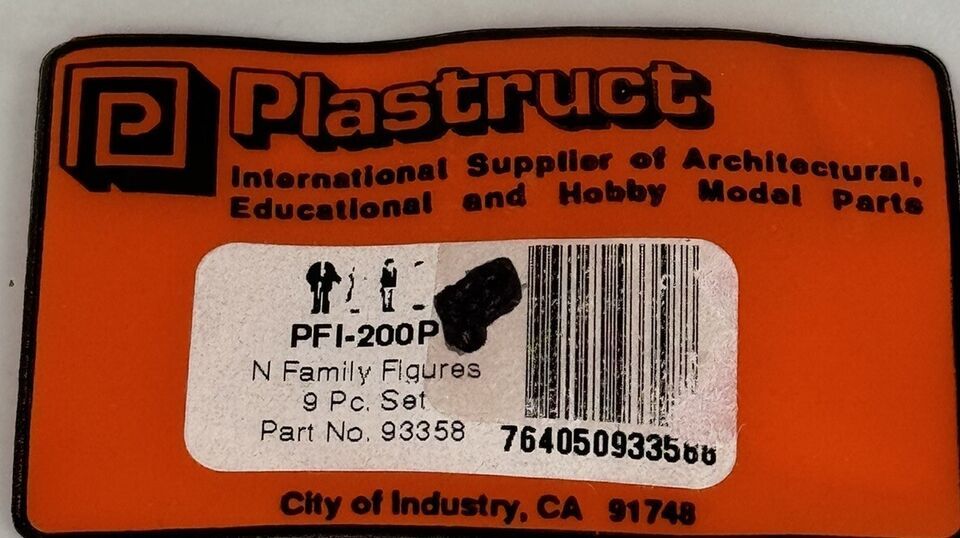 P
Plastruct
International Supplier of Architectural,
Educational and Hobby Model Parts
PFI-200P
N Family Figures
9 Pc. Set
Part No. 93358
764050933588
City of Industry, CA 91748